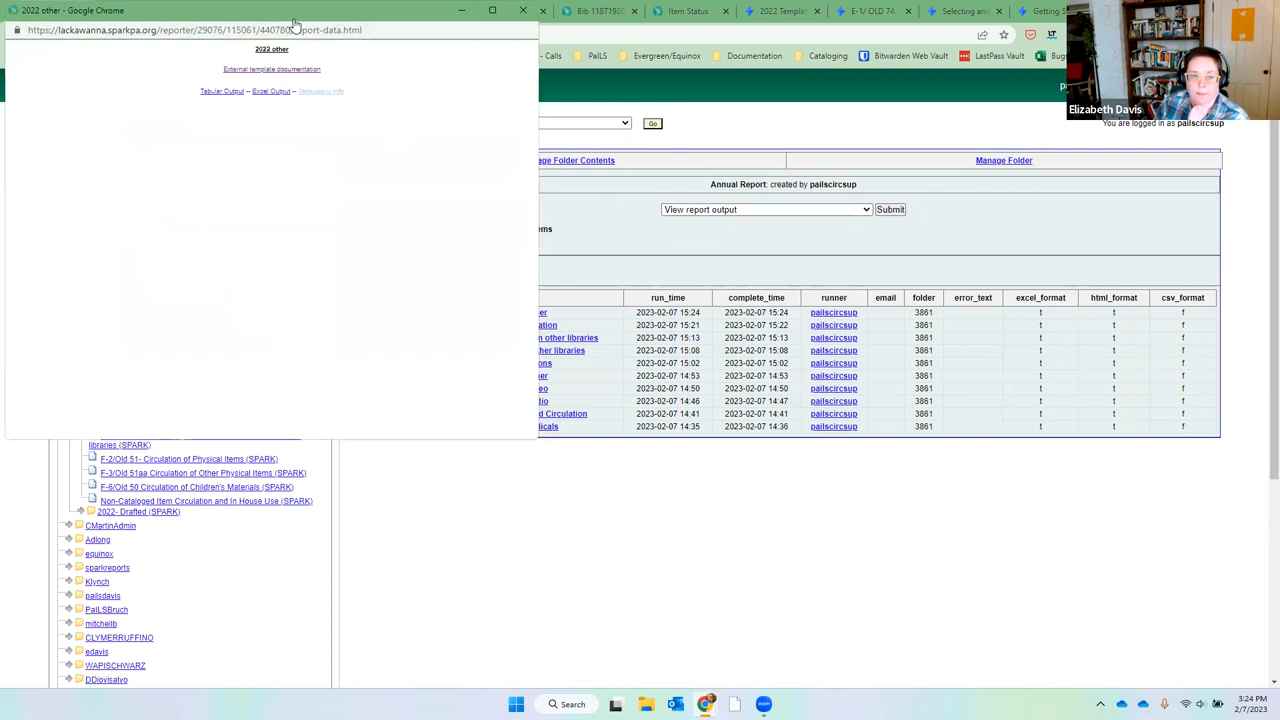 2022 other - Google Chrome
https://lackawanna.sparkpa.org/reporter/29076/115061/440780
port-data.html
2022 other
External template documentation
Tabular Output -- Excel Output -- Debugging Info
Bib 11871926
Item Status
Template
E-1/ OLD 74.
- Calls
PaILS
Evergreen/Equinox
Documentation
Calculators
Bitwarden Web Vault
LastPass Vault
Bugs
Elizabeth Davis
Go
You are logged in as pailscircsup
age Folder Contents
Manage Folder
Annual Report: created by pailscircsup
View report output
Submit
ems
run_time complete_time runner email folder error_text excel_format html_format csv_format
er 2023-02-07 15:24 2023-02-07 15:24 pailscircsup 3861 t t f
ation 2023-02-07 15:21 2023-02-07 15:22 pailscircsup 3861 t t f
n other libraries 2023-02-07 15:13 2023-02-07 15:13 pailscircsup 3861 t t f
her libraries 2023-02-07 15:08 2023-02-07 15:08 pailscircsup 3861 t t f
ons 2023-02-07 15:02 2023-02-07 15:02 pailscircsup 3861 t t f
her 2023-02-07 14:53 2023-02-07 14:53 pailscircsup 3861 t t f
eo 2023-02-07 14:50 2023-02-07 14:50 pailscircsup 3861 t t f
dio 2023-02-07 14:46 2023-02-07 14:47 pailscircsup 3861 t t f
d Circulation 2023-02-07 14:41 2023-02-07 14:41 pailscircsup 3861 t t f
dicals 2023-02-07 14:35 2023-02-07 14:36 pailscircsup 3861 t t f
libraries (SPARK)
F-2/Old 51- Circulation of Physical Items (SPARK)
F-3/Old 51aa Circulation of Other Physical Items (SPARK)
F-6/Old 50 Circulation of Children's Materials (SPARK)
Non-Cataloged Item Circulation and In House Use (SPARK)
2022- Drafted (SPARK)
CMartinAdmin
Adlong
equinox
sparkreports
Klynch
pailsdavis
PaILSBruch
mitchellb
CLYMERRUFFINO
edavis
WAPISCHWARZ
DDiovisalvo
Search
zoom
3:24 PM
2/7/2023